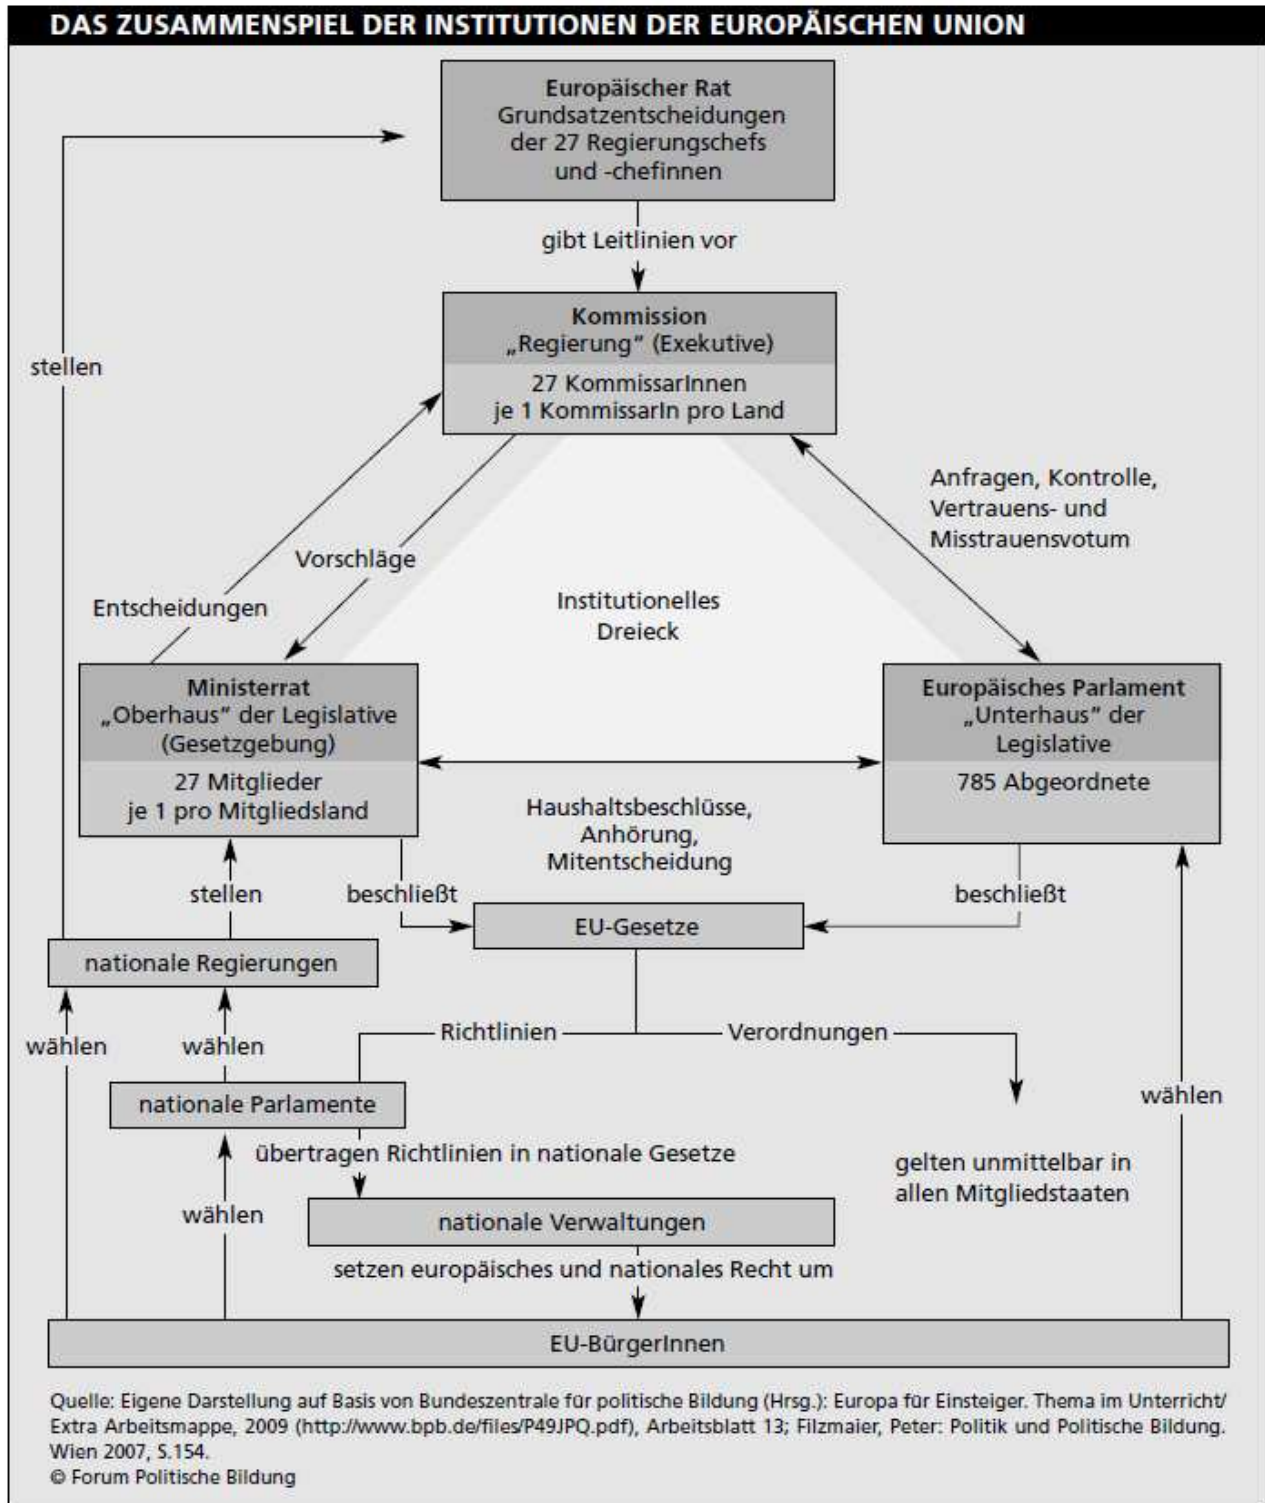 DAS ZUSAMMENSPIEL DER INSTITUTIONEN DER EUROPÄISCHEN UNION
Europäischer Rat
Grundsatzentscheidungen
der 27 Regierungschefs
und -chefinnen
gibt Leitlinien vor
Kommission
„Regierung“ (Exekutive)
27 KommissarInnen
je 1 KommissarIn pro Land
stellen
Anfragen, Kontrolle,
Vertrauens- und
Misstrauensvotum
Vorschläge
Entscheidungen
Institutionelles
Dreieck
Ministerrat
„Oberhaus“ der Legislative
(Gesetzgebung)
27 Mitglieder
je 1 pro Mitgliedsland
Europäisches Parlament
„Unterhaus“ der
Legislative
785 Abgeordnete
Haushaltsbeschlüsse,
Anhörung,
Mitentscheidung
stellen
beschließt
beschließt
EU-Gesetze
nationale Regierungen
wählen
wählen
Richtlinien
Verordnungen
nationale Parlamente
wählen
übertragen Richtlinien in nationale Gesetze
gelten unmittelbar in
allen Mitgliedstaaten
wählen
nationale Verwaltungen
setzen europäisches und nationales Recht um
EU-BürgerInnen
Quelle: Eigene Darstellung auf Basis von Bundeszentrale für politische Bildung (Hrsg.): Europa für Einsteiger. Thema im Unterricht/
Extra Arbeitsmappe, 2009 (http://www.bpb.de/files/P49JPQ.pdf), Arbeitsblatt 13; Filzmaier, Peter: Politik und Politische Bildung.
Wien 2007, S.154.
© Forum Politische Bildung